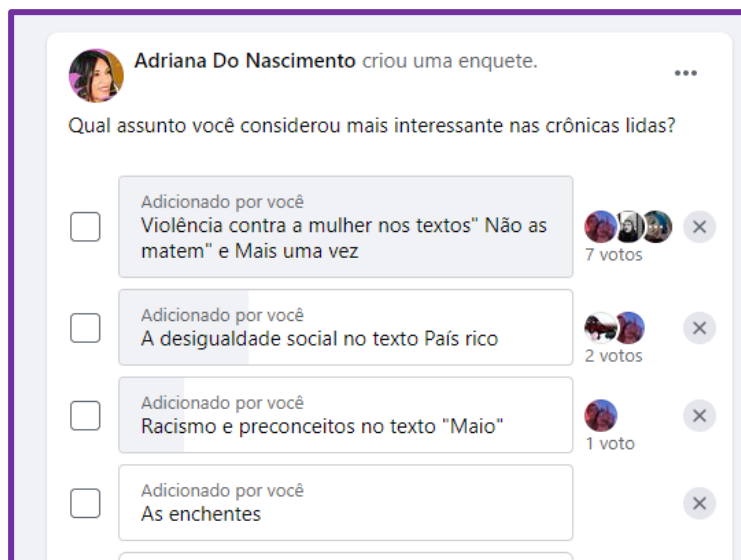 Adriana Do Nascimento criou uma enquete.
Qual assunto você considerou mais interessante nas crônicas lidas?
Adicionado por você
Violência contra a mulher nos textos" Não as
matem" e Mais uma vez
7 votos
Adicionado por você
A desigualdade social no texto País rico
2 votos
Adicionado por você
Racismo e preconceitos no texto "Maio"
1 voto
Adicionado por você
As enchentes